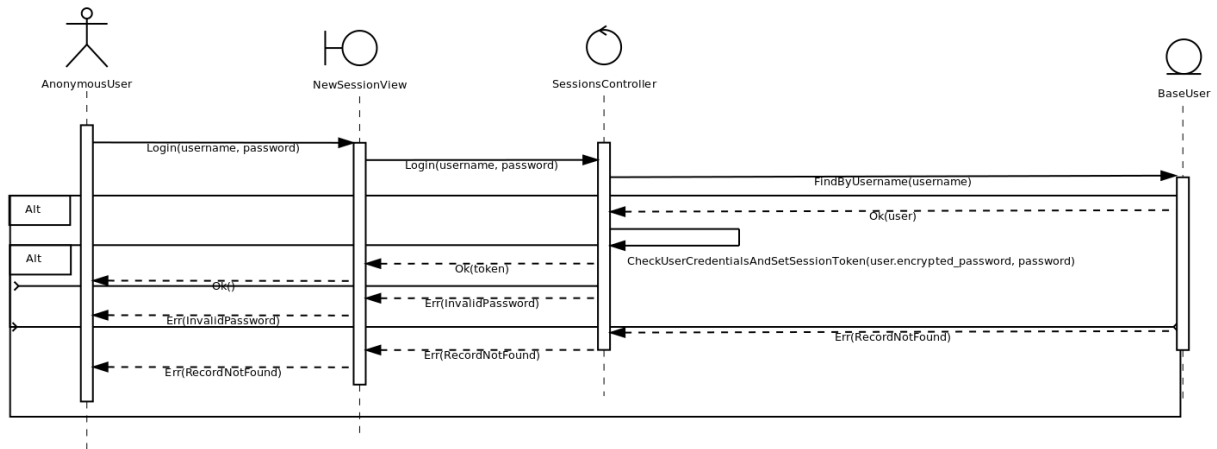 AnonymousUser
NewSessionView
SessionsController
BaseUser
Login(username, password)
Login(username, password)
FindByUsername(username)
Alt
Ok(user)
Alt
CheckUserCredentialsAndSetSessionToken(user.encrypted_password, password)
Ok(token)
Ok()
Err(InvalidPassword)
Err(InvalidPassword)
Err(RecordNotFound)
Err(RecordNotFound)
Err(RecordNotFound)